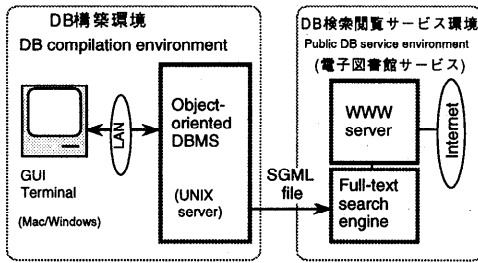 DB構築環境
DB compilation environment
LAN
Object-
oriented
DBMS
(UNIX
server)
GUI
Terminal
(Mac/Windows)
SGML
file
DB検索閲覧サービス環境
Public DB service environment
(電子図書館サービス)
WWW
server
Internet
Full-text
search
engine